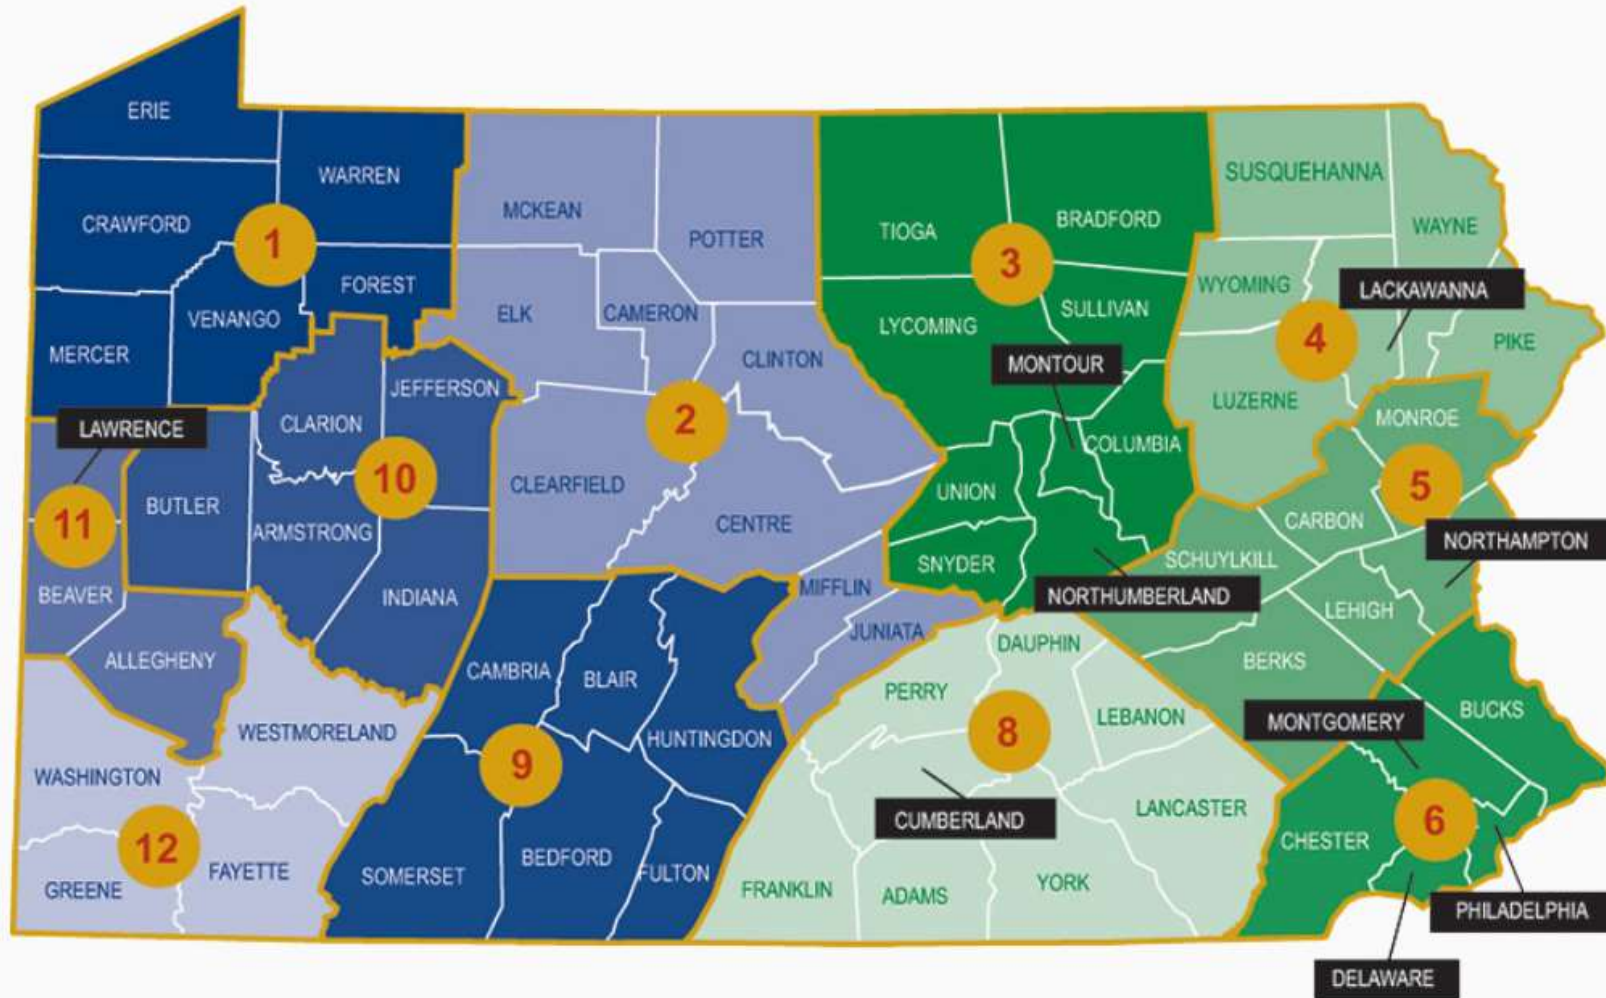 ERIE
WARREN
CRAWFORD
1
FOREST
VENANGO
MERCER
MCKEAN
POTTER
ELK
CAMERON
CLINTON
2
CLEARFIELD
CENTRE
MIFFLIN
JUNIATA
TIOGA
BRADFORD
3
LYCOMING
SULLIVAN
MONTOUR
COLUMBIA
UNION
SNYDER
NORTHUMBERLAND
SUSQUEHANNA
WAYNE
WYOMING
LACKAWANNA
4
PIKE
LUZERNE
MONROE
5
CARBON
NORTHAMPTON
SCHUYLKILL
LEHIGH
BERKS
MONTGOMERY
BUCKS
6
CHESTER
PHILADELPHIA
DELAWARE
DAUPHIN
PERRY
LEBANON
8
CUMBERLAND
LANCASTER
FRANKLIN
ADAMS
YORK
CAMBRIA
BLAIR
HUNTINGDON
9
SOMERSET
BEDFORD
FULTON
JEFFERSON
CLARION
10
BUTLER
ARMSTRONG
INDIANA
LAWRENCE
11
BEAVER
ALLEGHENY
WESTMORELAND
WASHINGTON
12
GREENE
FAYETTE